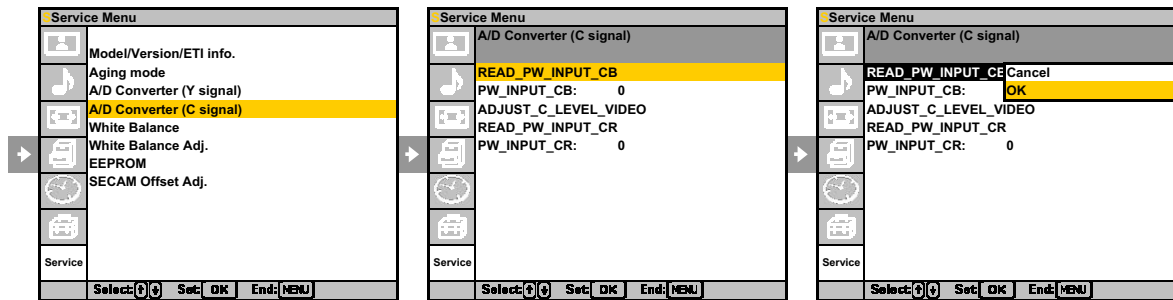 Service Menu
Model/Version/ETI info.
Aging mode
A/D Converter (Y signal)
A/D Converter (C signal)
White Balance
White Balance Adj.
EEPROM
SECAM Offset Adj.
Service
Select: Set: OK End: MENU
Service Menu
A/D Converter (C signal)
READ_PW_INPUT_CB
PW_INPUT_CB: 0
ADJUST_C_LEVEL_VIDEO
READ_PW_INPUT_CR
PW_INPUT_CR: 0
Service
Select: Set: OK End: MENU
Service Menu
A/D Converter (C signal)
READ_PW_INPUT_CB Cancel
PW_INPUT_CB: OK
ADJUST_C_LEVEL_VIDEO
READ_PW_INPUT_CR
PW_INPUT_CR: 0
Service
Select: Set: OK End: MENU